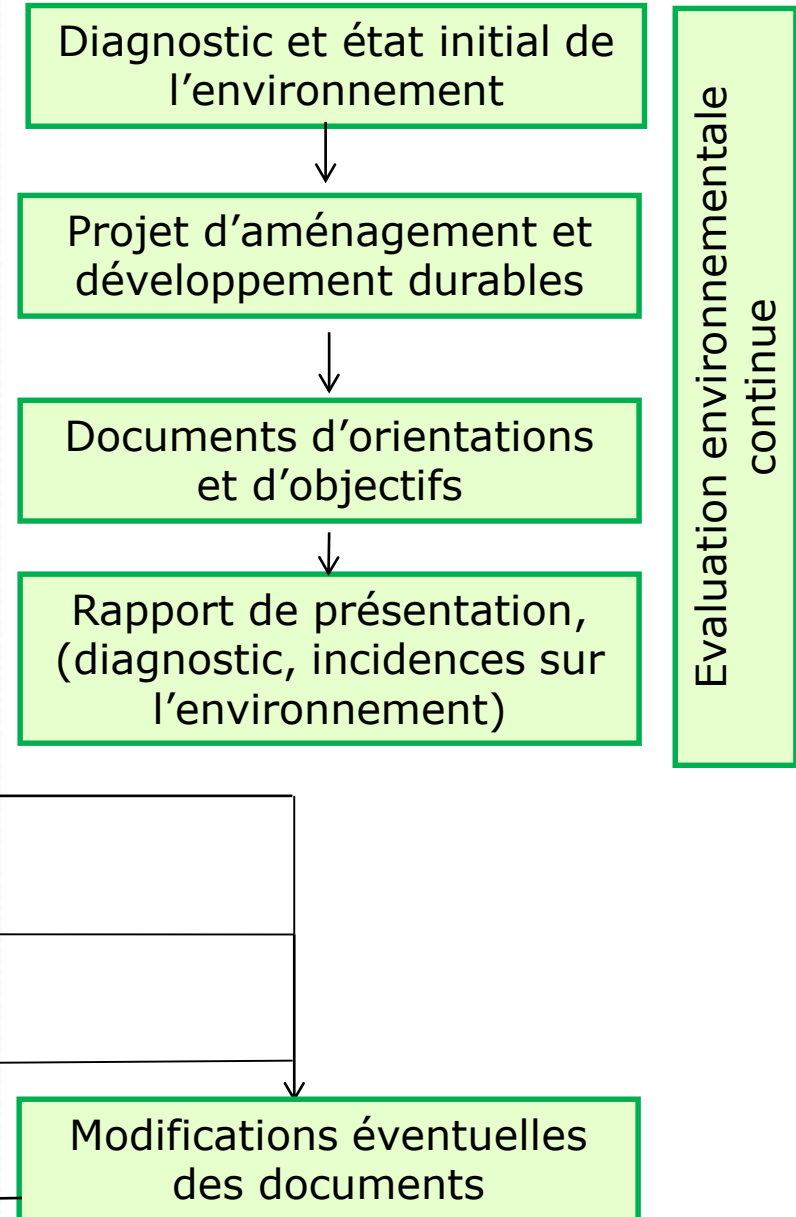 Diagnostic et état initial de
l’environnement
Projet d’aménagement et
développement durables
Documents d’orientations
et d’objectifs
Rapport de présentation,
(diagnostic, incidences sur
l’environnement)
Evaluation environnementale
continue
Modifications éventuelles
des documents